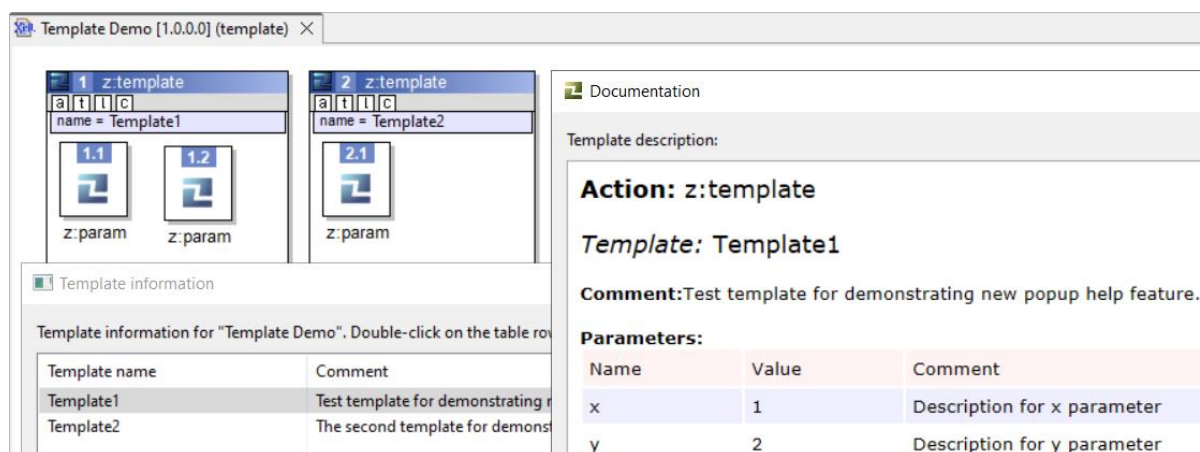 Template Demo [1.0.0.0] (template)
1 z:template
a t l c
name = Template1
1.1
1.2
z:param
z:param
2 z:template
a t l c
name = Template2
2.1
z:param
Template information
Template information for "Template Demo". Double-click on the table
Template name Comment
Template1 Test template for demonstrating
Template2 The second template for
Documentation
Template description:
Action: z:template
Template: Template1
Comment:Test template for demonstrating new popup help feature.
Parameters:
Name Value Comment
x 1 Description for x parameter
y 2 Description for y parameter